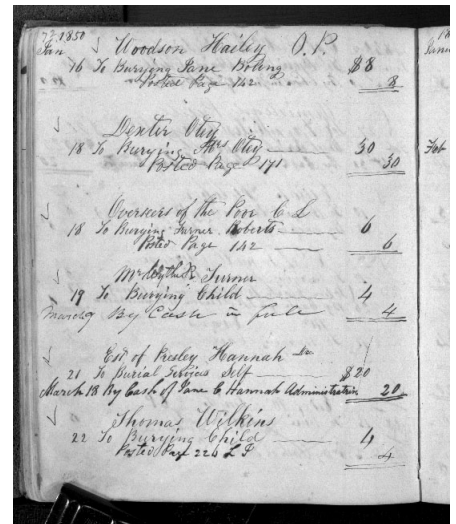 1850
Jan Woodson Hailey O.P.
16 To Burying Jane Boling $8
Posted Page 142 8
Dexter Otey
18 To Burying Otey 30
Posted Page 171 30
Overseers of the Poor C L
18 To Burying Turner Roberts 6
Posted Page 142 6
Mr Turner
19 To Burying Child 4
March 9 By Cash in full 4
Est of Presley Hannah Dr
21 To Burial Services Self $20
March 18 By Cash of Jane C Hannah Administratrix 20
Thomas Wilkins
22 To Burying Child 4
Posted Page 224 4
Feb